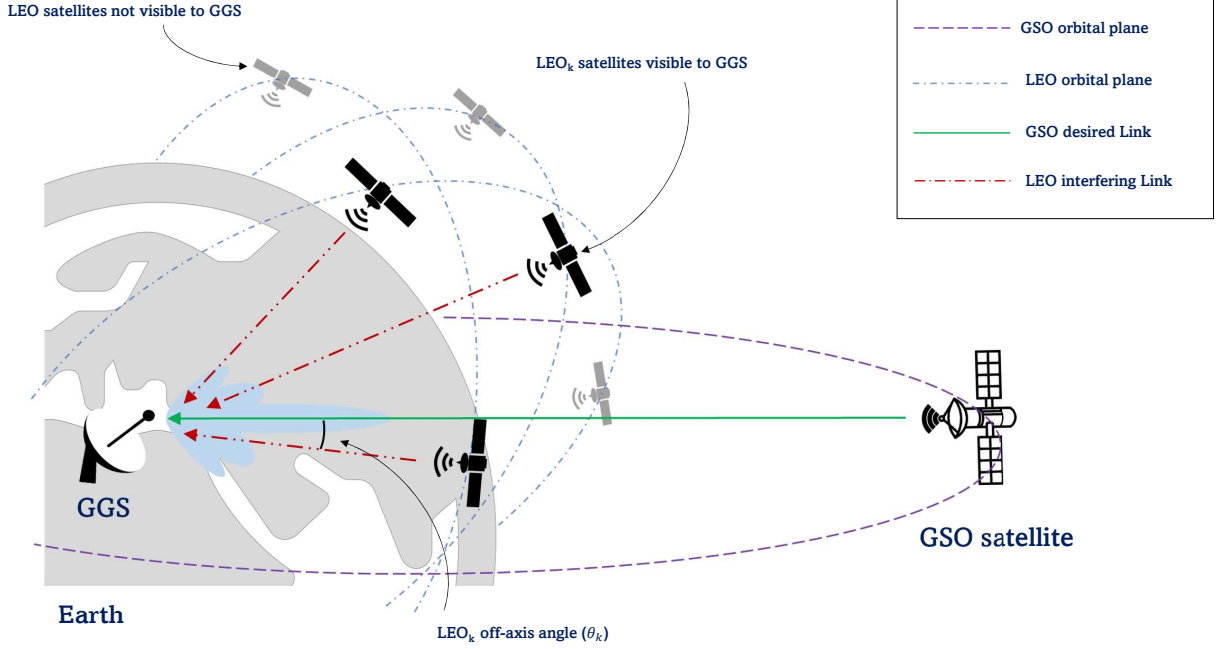 LEO satellites not visible to GGS
LEOₖ satellites visible to GGS
GSO orbital plane
LEO orbital plane
GSO desired Link
LEO interfering Link
GGS
GSO satellite
Earth
LEOₖ off-axis angle (θₖ)